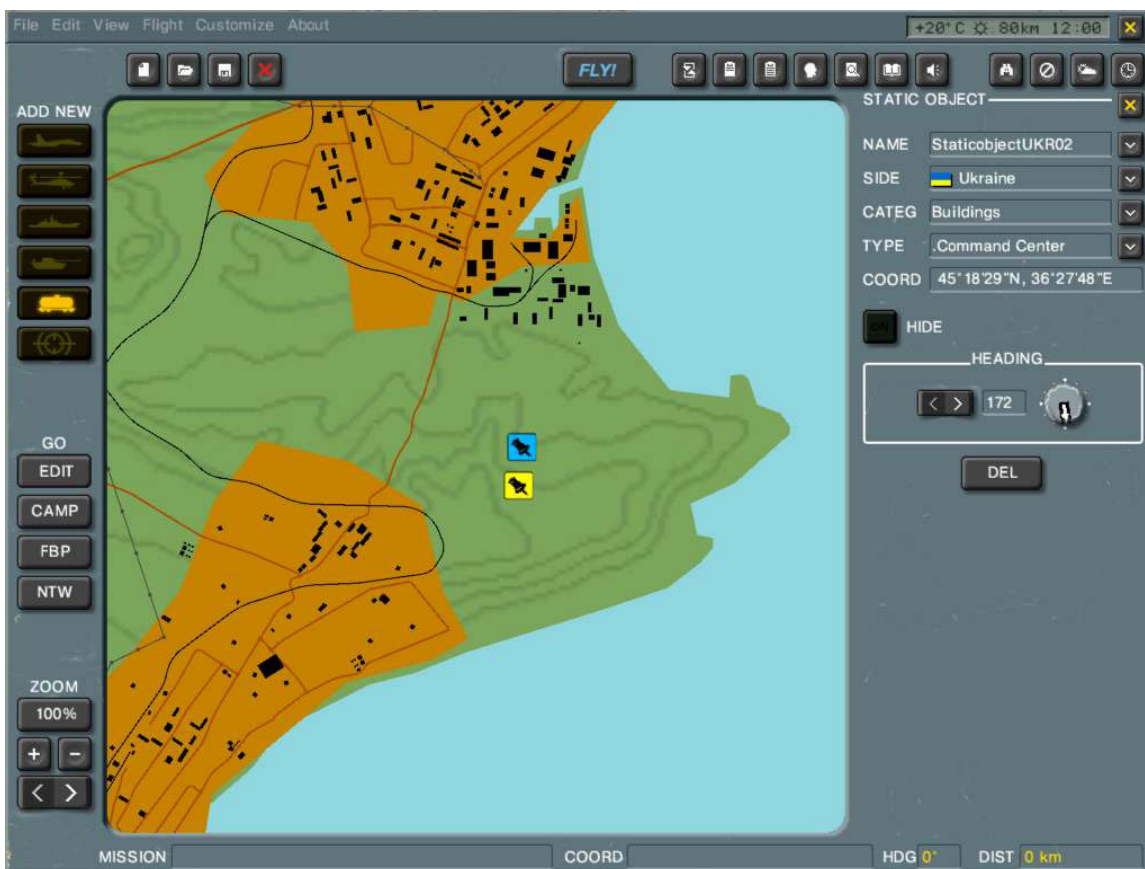 File Edit View Flight Customize About
+20°C 80km 12:00
FLY!
ADD NEW
GO
EDIT
CAMP
FBP
NTW
ZOOM
100%
+ −
< >
STATIC OBJECT
NAME StaticobjectUKR02
SIDE Ukraine
CATEG Buildings
TYPE .Command Center
COORD 45°18'29"N, 36°27'48"E
ON HIDE
HEADING
< > 172
DEL
MISSION COORD HDG 0° DIST 0 km